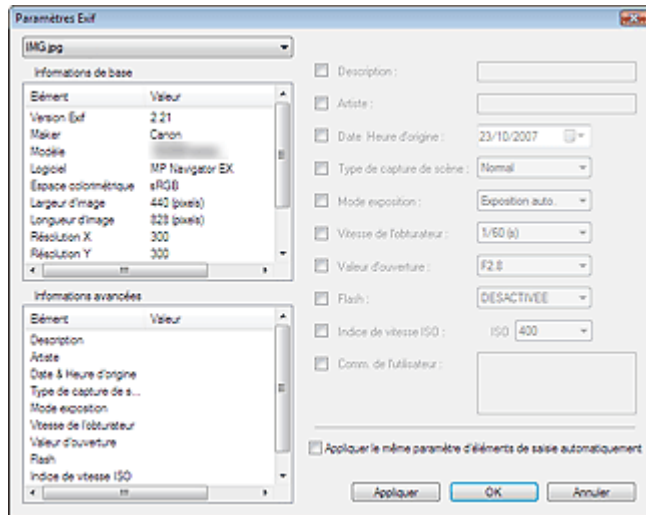 Paramètres Exif
IMG.jpg
Informations de base
Elément Valeur
Version Exif 2.21
Maker Canon
Modèle
Logiciel MP Navigator EX
Espace colorimétrique sRGB
Largeur d'image 440 (pixels)
Longueur d'image 828 (pixels)
Résolution X 300
Résolution Y 300
Informations avancées
Elément Valeur
Description
Artiste
Date & Heure d'origine
Type de capture de s...
Mode exposition
Vitesse de l'obturateur
Valeur d'ouverture
Flash
Indice de vitesse ISO
Description :
Artiste :
Date Heure d'origine : 23/10/2007
Type de capture de scène : Normal
Mode exposition : Exposition auto.
Vitesse de l'obturateur : 1/60 (s)
Valeur d'ouverture : F2.8
Flash : DESACTIVEE
Indice de vitesse ISO : ISO 400
Comm. de l'utilisateur :
Appliquer le même paramètre d'éléments de saisie automatiquement
Appliquer OK Annuler